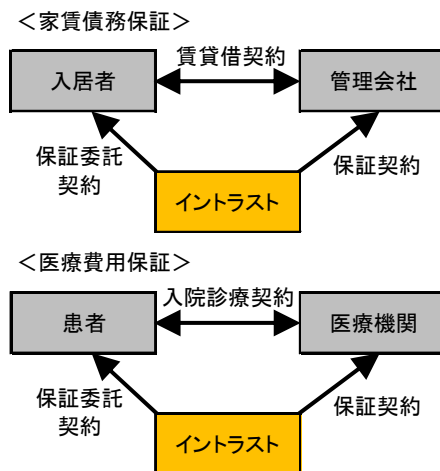 ＜家賃債務保証＞
賃貸借契約
入居者
管理会社
保証委託
契約
保証契約
イントラスト
＜医療費用保証＞
入院診療契約
患者
医療機関
保証委託
契約
保証契約
イントラスト